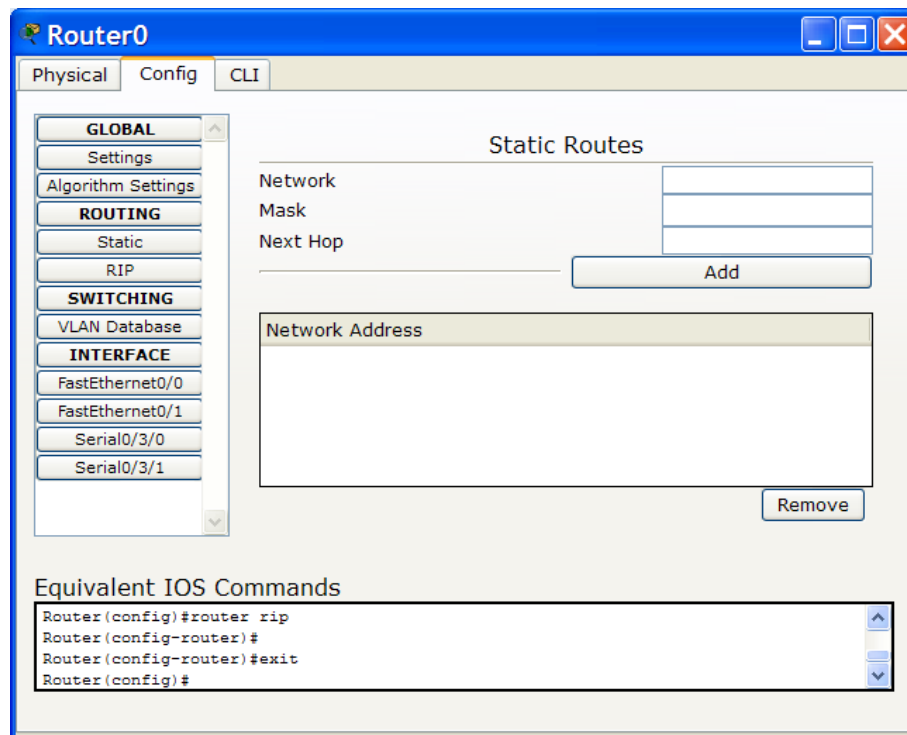 Router0
Physical
Config
CLI
GLOBAL
Settings
Algorithm Settings
ROUTING
Static
RIP
SWITCHING
VLAN Database
INTERFACE
FastEthernet0/0
FastEthernet0/1
Serial0/3/0
Serial0/3/1
Static Routes
Network
Mask
Next Hop
Add
Network Address
Remove
Equivalent IOS Commands
Router(config)#router rip
Router(config-router)#
Router(config-router)#exit
Router(config)#